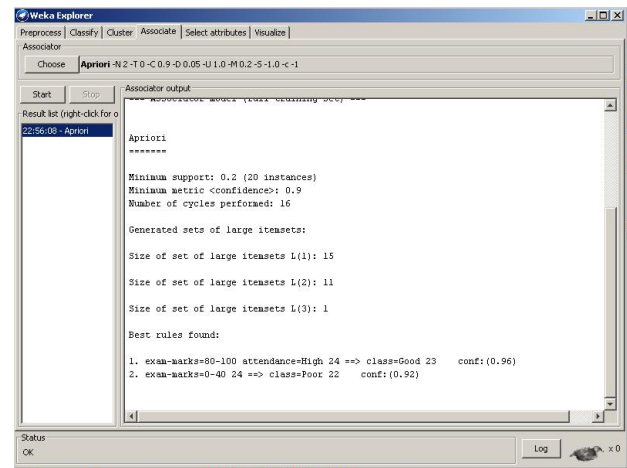 Weka Explorer
Preprocess Classify Cluster Associate Select attributes Visualize
Associator
Choose Apriori -N 2 -T 0 -C 0.9 -D 0.05 -U 1.0 -M 0.2 -S -1.0 -c -1
Start Stop
Result list (right-click for o
22:56:08 - Apriori
Associator output
=== Associator model (full training set) ===
Apriori
=======
Minimum support: 0.2 (20 instances)
Minimum metric <confidence>: 0.9
Number of cycles performed: 16
Generated sets of large itemsets:
Size of set of large itemsets L(1): 15
Size of set of large itemsets L(2): 11
Size of set of large itemsets L(3): 1
Best rules found:
1. exam-marks=80-100 attendance=High 24 ==> class=Good 23 conf:(0.96)
2. exam-marks=0-40 24 ==> class=Poor 22 conf:(0.92)
Status
OK
Log
x 0